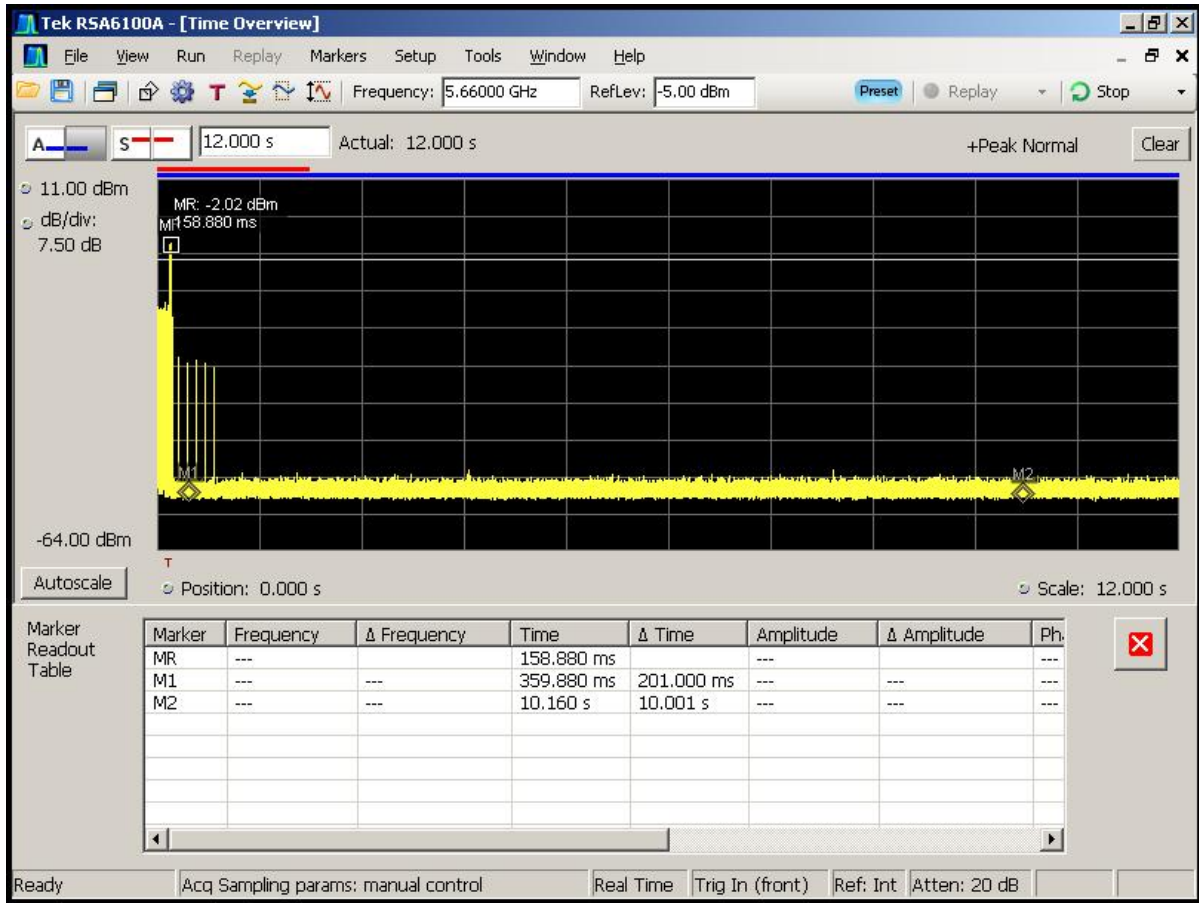 Tek RSA6100A - [Time Overview]
File View Run Replay Markers Setup Tools Window Help
T Frequency: 5.66000 GHz RefLev: -5.00 dBm Preset Replay Stop
A S 12.000 s Actual: 12.000 s +Peak Normal Clear
11.00 dBm
dB/div:
7.50 dB
MR: -2.02 dBm
158.880 ms
MR
M1
M2
-64.00 dBm
T
Autoscale Position: 0.000 s Scale: 12.000 s
Marker
Readout
Table
Marker Frequency Δ Frequency Time Δ Time Amplitude Δ Amplitude Ph
MR --- 158.880 ms --- ---
M1 --- --- 359.880 ms 201.000 ms --- --- ---
M2 --- --- 10.160 s 10.001 s --- --- ---
Ready Acq Sampling params: manual control Real Time Trig In (front) Ref: Int Atten: 20 dB